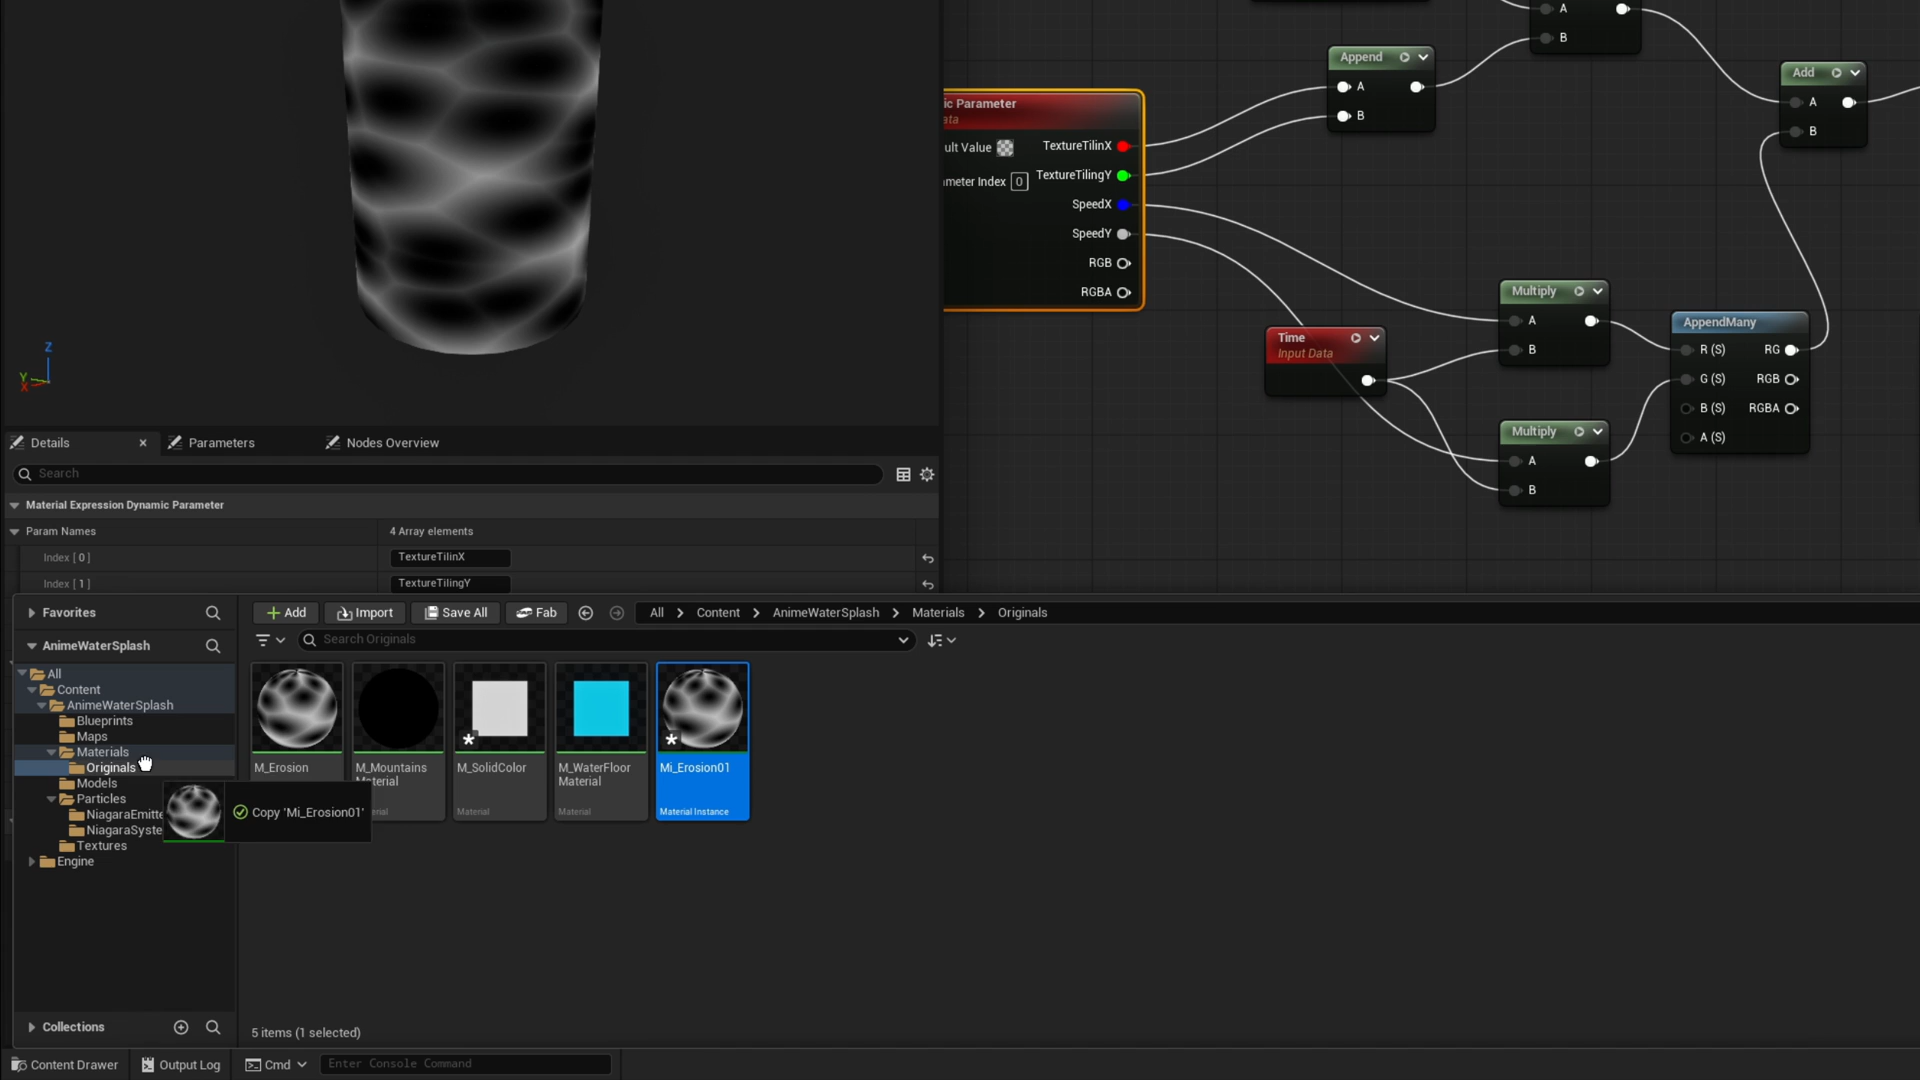 A
B
Append
A
B
Add
A
B
ic Parameter
ata
ult Value
TextureTilinX
ameter Index 0
TextureTilingY
SpeedX
SpeedY
RGB
RGBA
Multiply
A
B
Time
Input Data
AppendMany
R (S) RG
G (S) RGB
B (S) RGBA
A (S)
Multiply
A
B
Z
Y
X
Details
Parameters
Nodes Overview
Search
Material Expression Dynamic Parameter
Param Names 4 Array elements
Index [ 0 ] TextureTilinX
Index [ 1 ] TextureTilingY
Favorites
Add Import Save All Fab All > Content > AnimeWaterSplash > Materials > Originals
AnimeWaterSplash
Search Originals
All
Content
AnimeWaterSplash
Blueprints
Maps
Materials
Originals
Models
Particles
NiagaraEmitte
NiagaraSyste
Textures
Engine
M_Erosion
M_Mountains
Material
erial
M_SolidColor
Material
M_WaterFloor
Material
Material
Mi_Erosion01
Material Instance
Copy 'Mi_Erosion01'
Collections
5 items (1 selected)
Content Drawer Output Log Cmd Enter Console Command